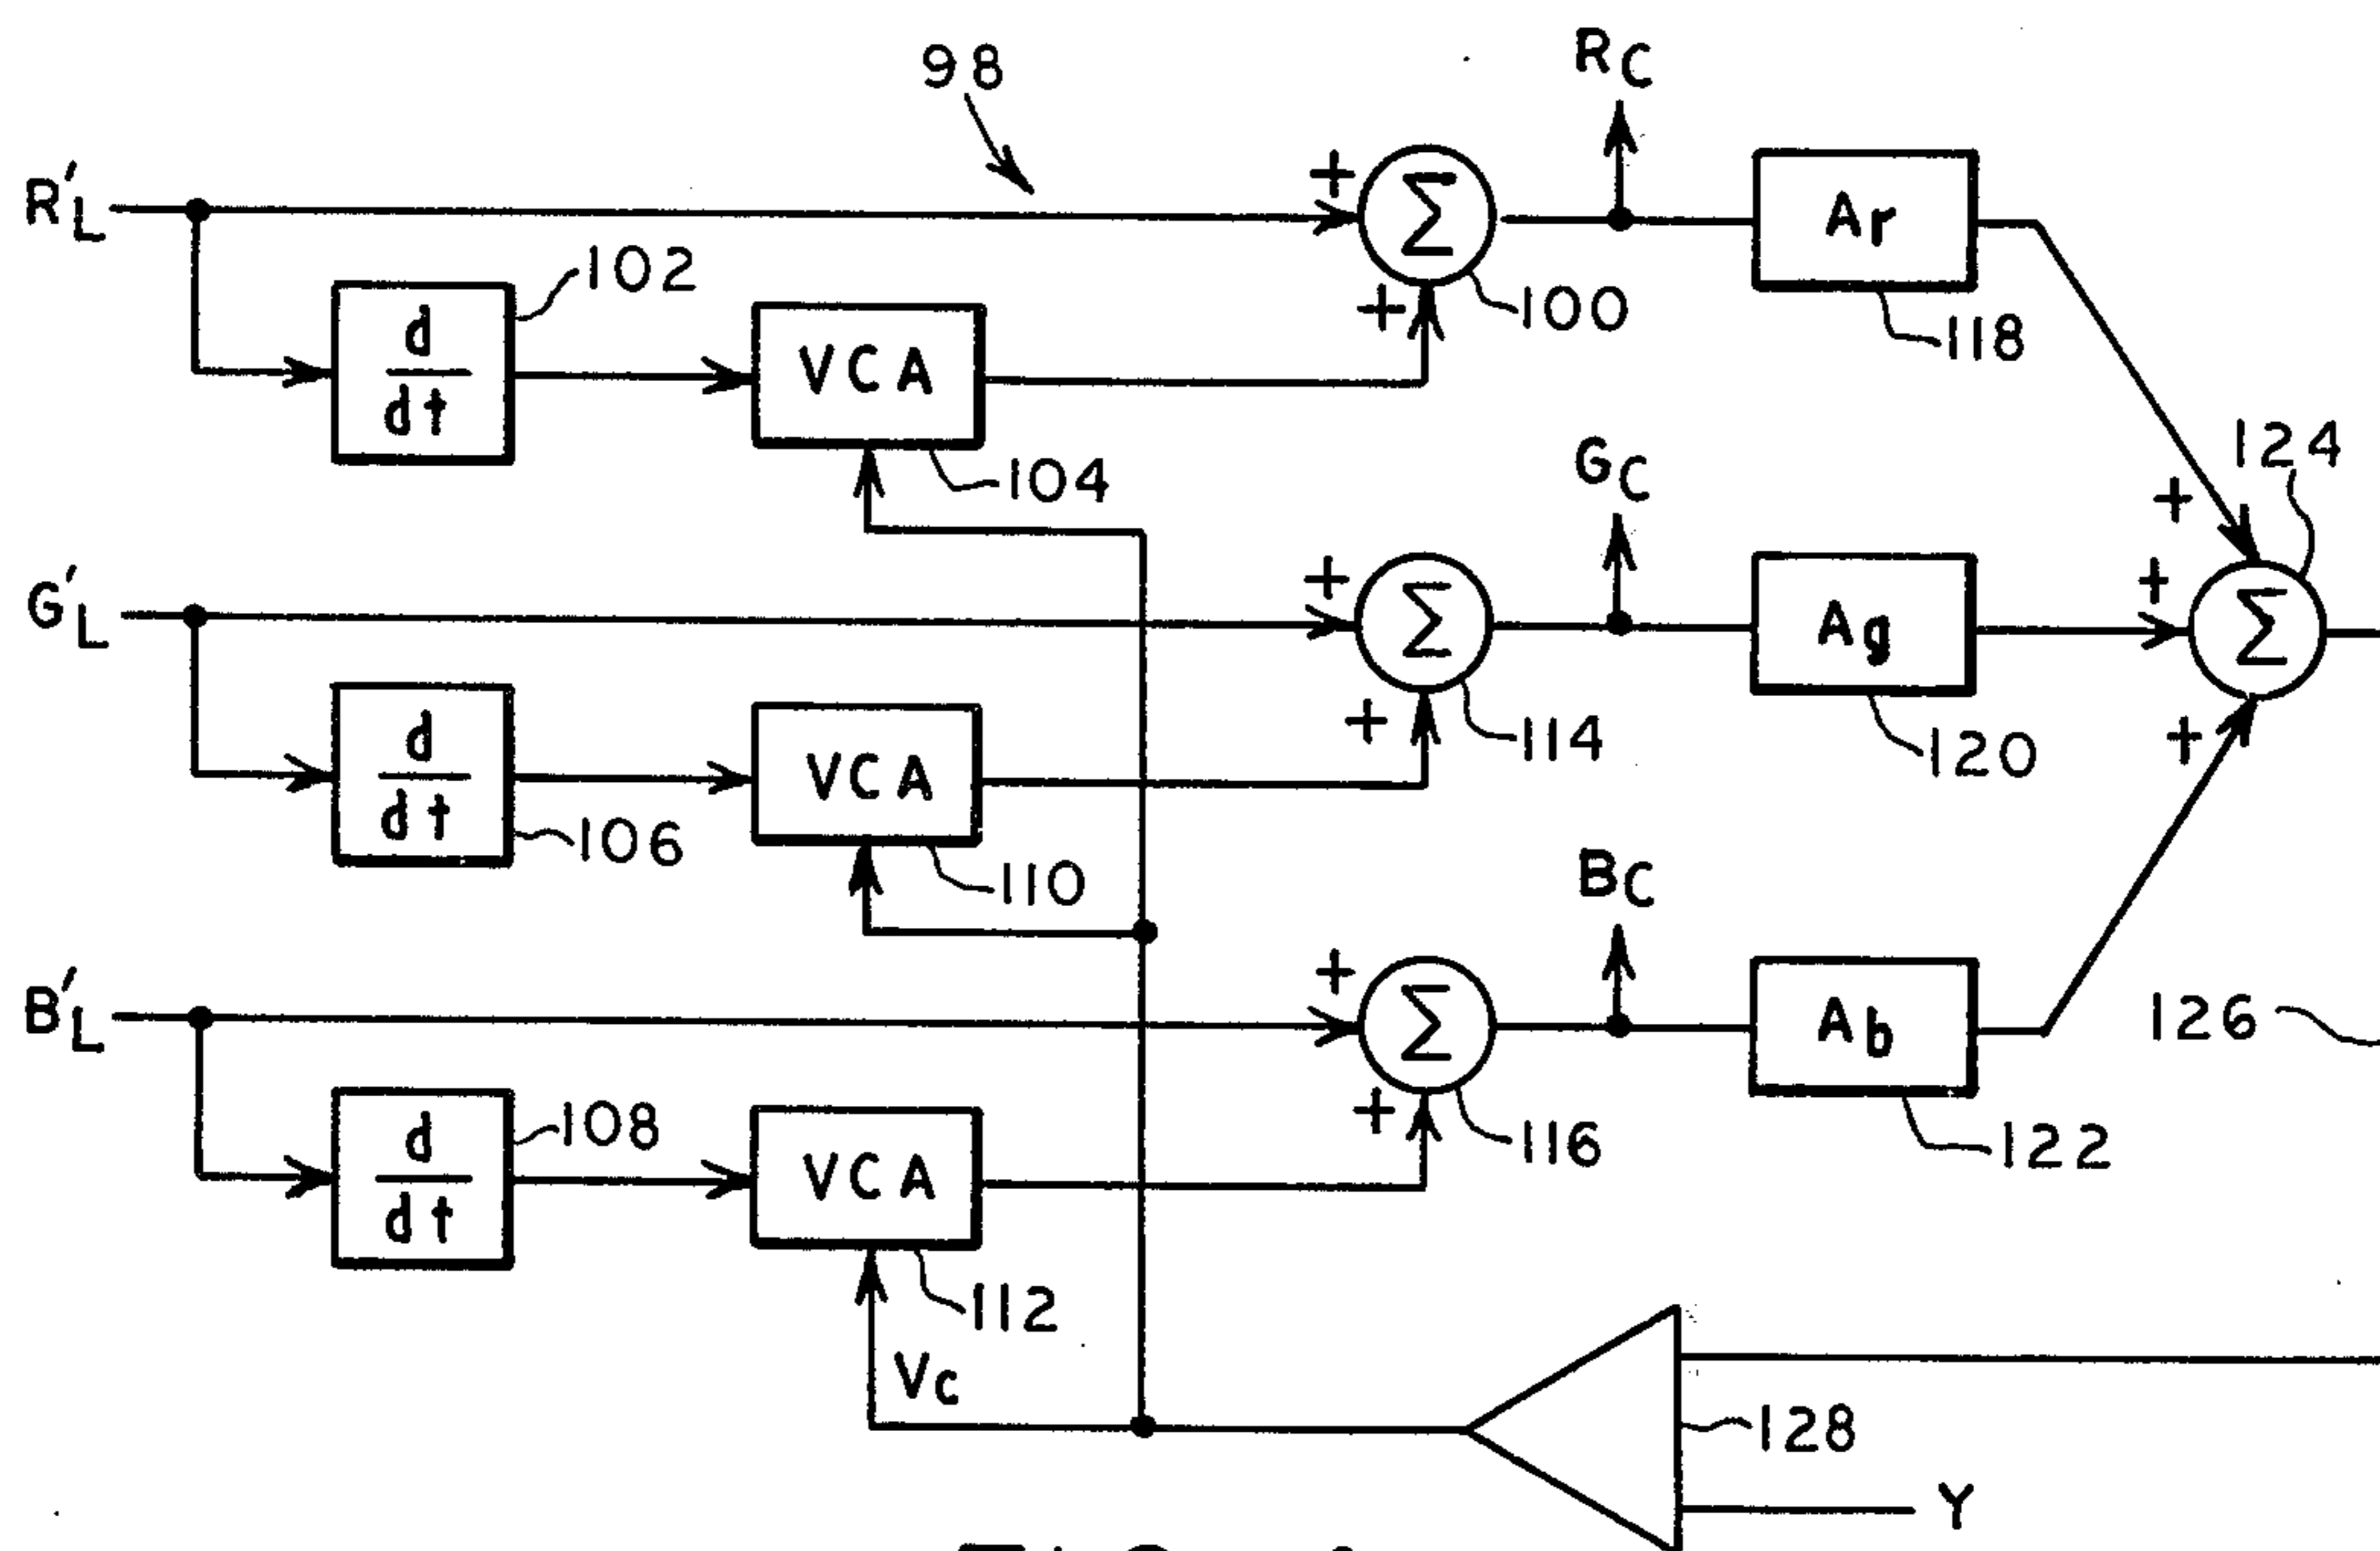 98
RC
R'L
+
Σ
Ar
102
d
dt
VCA
+
100
118
104
GC
124
+
G'L
+
Σ
Ag
+
Σ
d
dt
VCA
+
114
+
120
106
110
BC
B'L
+
Σ
Ab
126
108
d
dt
VCA
+
116
122
112
VC
128
Y